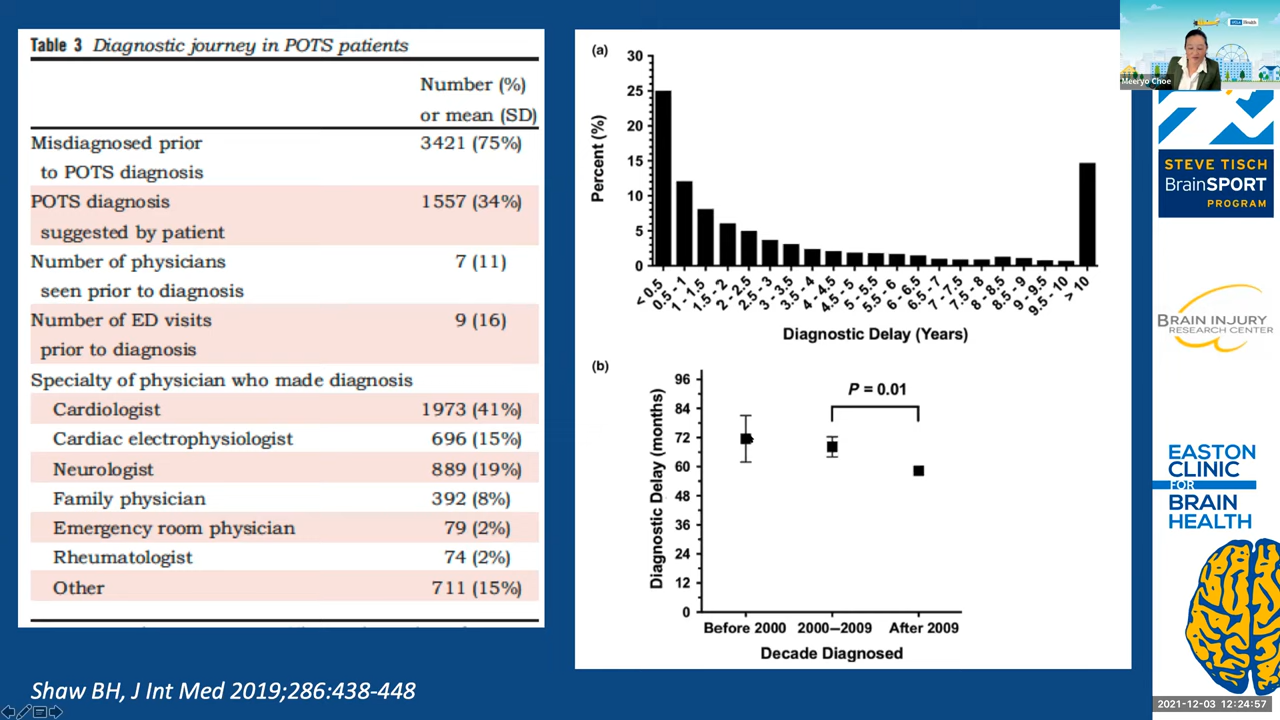 Table 3 Diagnostic journey in POTS patients
Number (%)
or mean (SD)
Misdiagnosed prior 3421 (75%)
to POTS diagnosis
POTS diagnosis 1557 (34%)
suggested by patient
Number of physicians 7 (11)
seen prior to diagnosis
Number of ED visits 9 (16)
prior to diagnosis
Specialty of physician who made diagnosis
Cardiologist 1973 (41%)
Cardiac electrophysiologist 696 (15%)
Neurologist 889 (19%)
Family physician 392 (8%)
Emergency room physician 79 (2%)
Rheumatologist 74 (2%)
Other 711 (15%)
Shaw BH, J Int Med 2019;286:438-448
(a)
Percent (%)
30
25
20
15
10
5
0
< 0.5
0.5 - 1
1 - 1.5
1.5 - 2
2 - 2.5
2.5 - 3
3 - 3.5
3.5 - 4
4 - 4.5
4.5 - 5
5 - 5.5
5.5 - 6
6 - 6.5
6.5 - 7
7 - 7.5
7.5 - 8
8 - 8.5
8.5 - 9
9 - 9.5
9.5 - 10
> 10
Diagnostic Delay (Years)
(b)
Diagnostic Delay (months)
96
84
72
60
48
36
24
12
0
P = 0.01
Before 2000 2000–2009 After 2009
Decade Diagnosed
Health
Meeryo Choe
STEVE TISCH
BrainSPORT
PROGRAM
BRAIN INJURY
RESEARCH CENTER
EASTON
CLINIC
FOR
BRAIN
HEALTH
2021-12-03 12:24:57